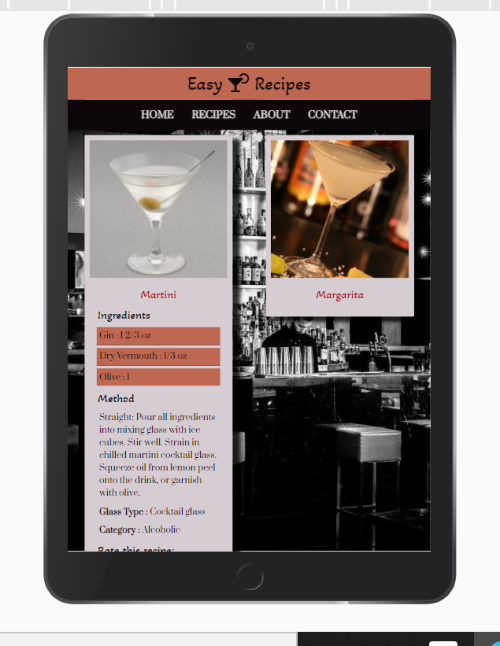 Easy Recipes
HOME RECIPES ABOUT CONTACT
Martini
Ingredients
Gin : 1 2/3 oz
Dry Vermouth : 1/3 oz
Olive : 1
Method
Straight: Pour all ingredients
into mixing glass with ice
cubes. Stir well. Strain in
chilled martini cocktail glass.
Squeeze oil from lemon peel
onto the drink, or garnish
with olive.
Glass Type : Cocktail glass
Category : Alcoholic
Rate this recipe:
Margarita